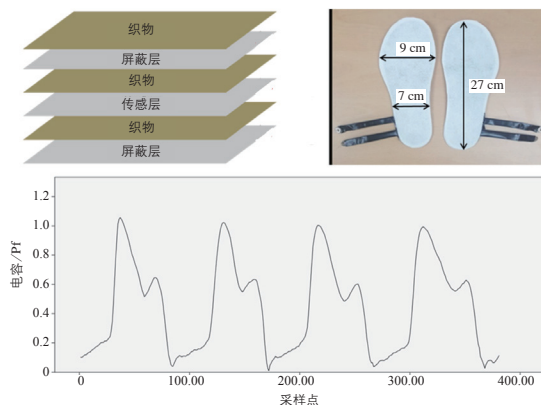 织物
屏蔽层
织物
传感层
织物
屏蔽层
9 cm
7 cm
27 cm
1.2
1.0
0.8
0.6
0.4
0.2
0
电容/Pf
0
100.00
200.00
300.00
400.00
采样点